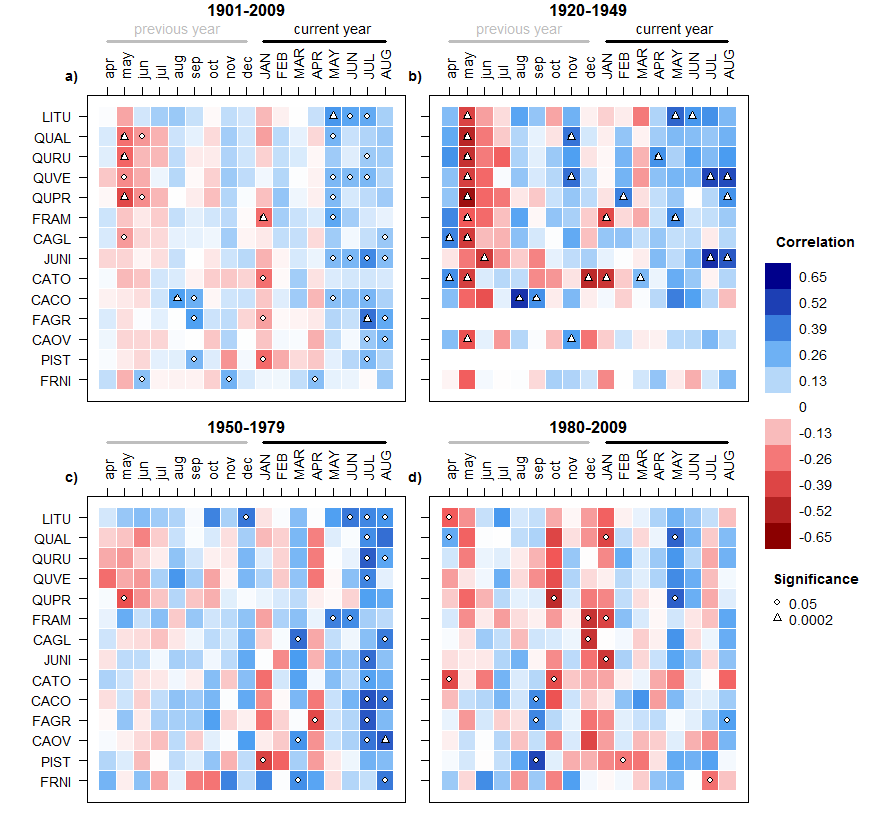 1901-2009
previous year current year
a) apr may jun jul aug sep oct nov dec JAN FEB MAR APR MAY JUN JUL AUG
LITU
QUAL
QURU
QUVE
QUPR
FRAM
CAGL
JUNI
CATO
CACO
FAGR
CAOV
PIST
FRNI
1920-1949
previous year current year
b) apr may jun jul aug sep oct nov dec JAN FEB MAR APR MAY JUN JUL AUG
1950-1979
c) apr may jun jul aug sep oct nov dec JAN FEB MAR APR MAY JUN JUL AUG
LITU
QUAL
QURU
QUVE
QUPR
FRAM
CAGL
JUNI
CATO
CACO
FAGR
CAOV
PIST
FRNI
1980-2009
d) apr may jun jul aug sep oct nov dec JAN FEB MAR APR MAY JUN JUL AUG
Correlation
0.65
0.52
0.39
0.26
0.13
0
-0.13
-0.26
-0.39
-0.52
-0.65
Significance
0.05
0.0002